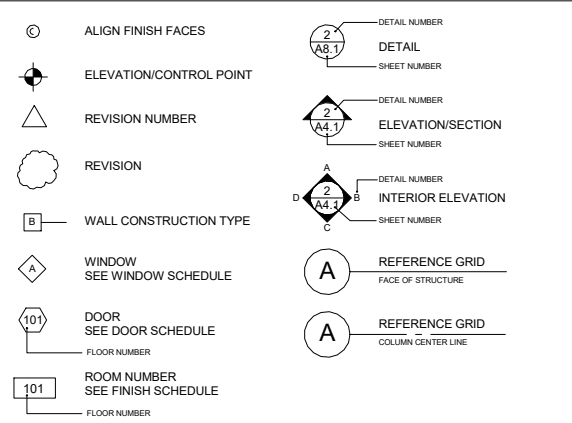 © ALIGN FINISH FACES
ELEVATION/CONTROL POINT
REVISION NUMBER
REVISION
B WALL CONSTRUCTION TYPE
A
WINDOW
SEE WINDOW SCHEDULE
101
DOOR
SEE DOOR SCHEDULE
FLOOR NUMBER
101
ROOM NUMBER
SEE FINISH SCHEDULE
FLOOR NUMBER
DETAIL NUMBER
2
A8.1
DETAIL
SHEET NUMBER
DETAIL NUMBER
2
A4.1
ELEVATION/SECTION
SHEET NUMBER
A
DETAIL NUMBER
D
2
B
A4.1
INTERIOR ELEVATION
SHEET NUMBER
C
A
REFERENCE GRID
FACE OF STRUCTURE
A
REFERENCE GRID
COLUMN CENTER LINE